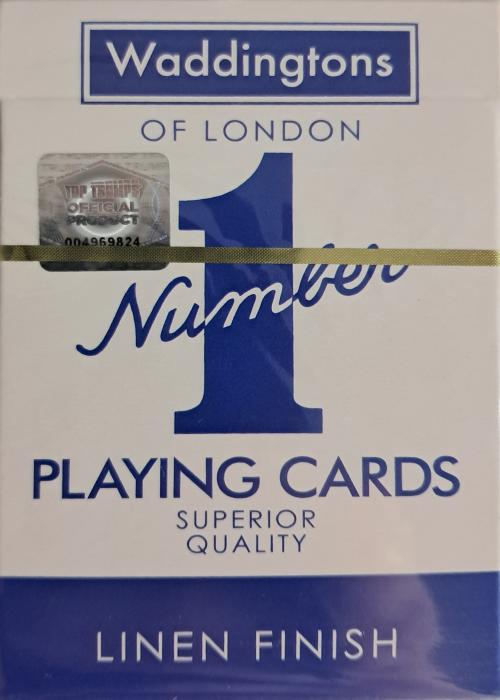 Waddingtons
OF LONDON
TOP TRUMPS
OFFICIAL
PRODUCT
004969824
1
Number
PLAYING CARDS
SUPERIOR
QUALITY
LINEN FINISH